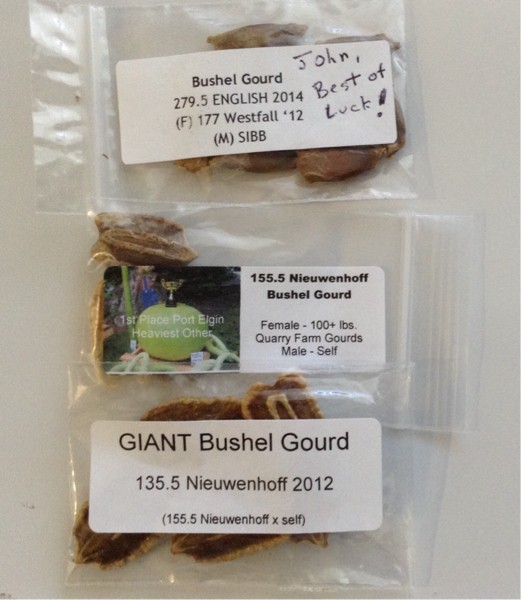 Bushel Gourd
279.5 ENGLISH 2014
(F) 177 Westfall '12
(M) SIBB
John,
Best of
Luck!
1st Place Port Elgin
Heaviest Other
155.5 Nieuwenhoff
Bushel Gourd
Female - 100+ lbs.
Quarry Farm Gourds
Male - Self
GIANT Bushel Gourd
135.5 Nieuwenhoff 2012
(155.5 Nieuwenhoff x self)